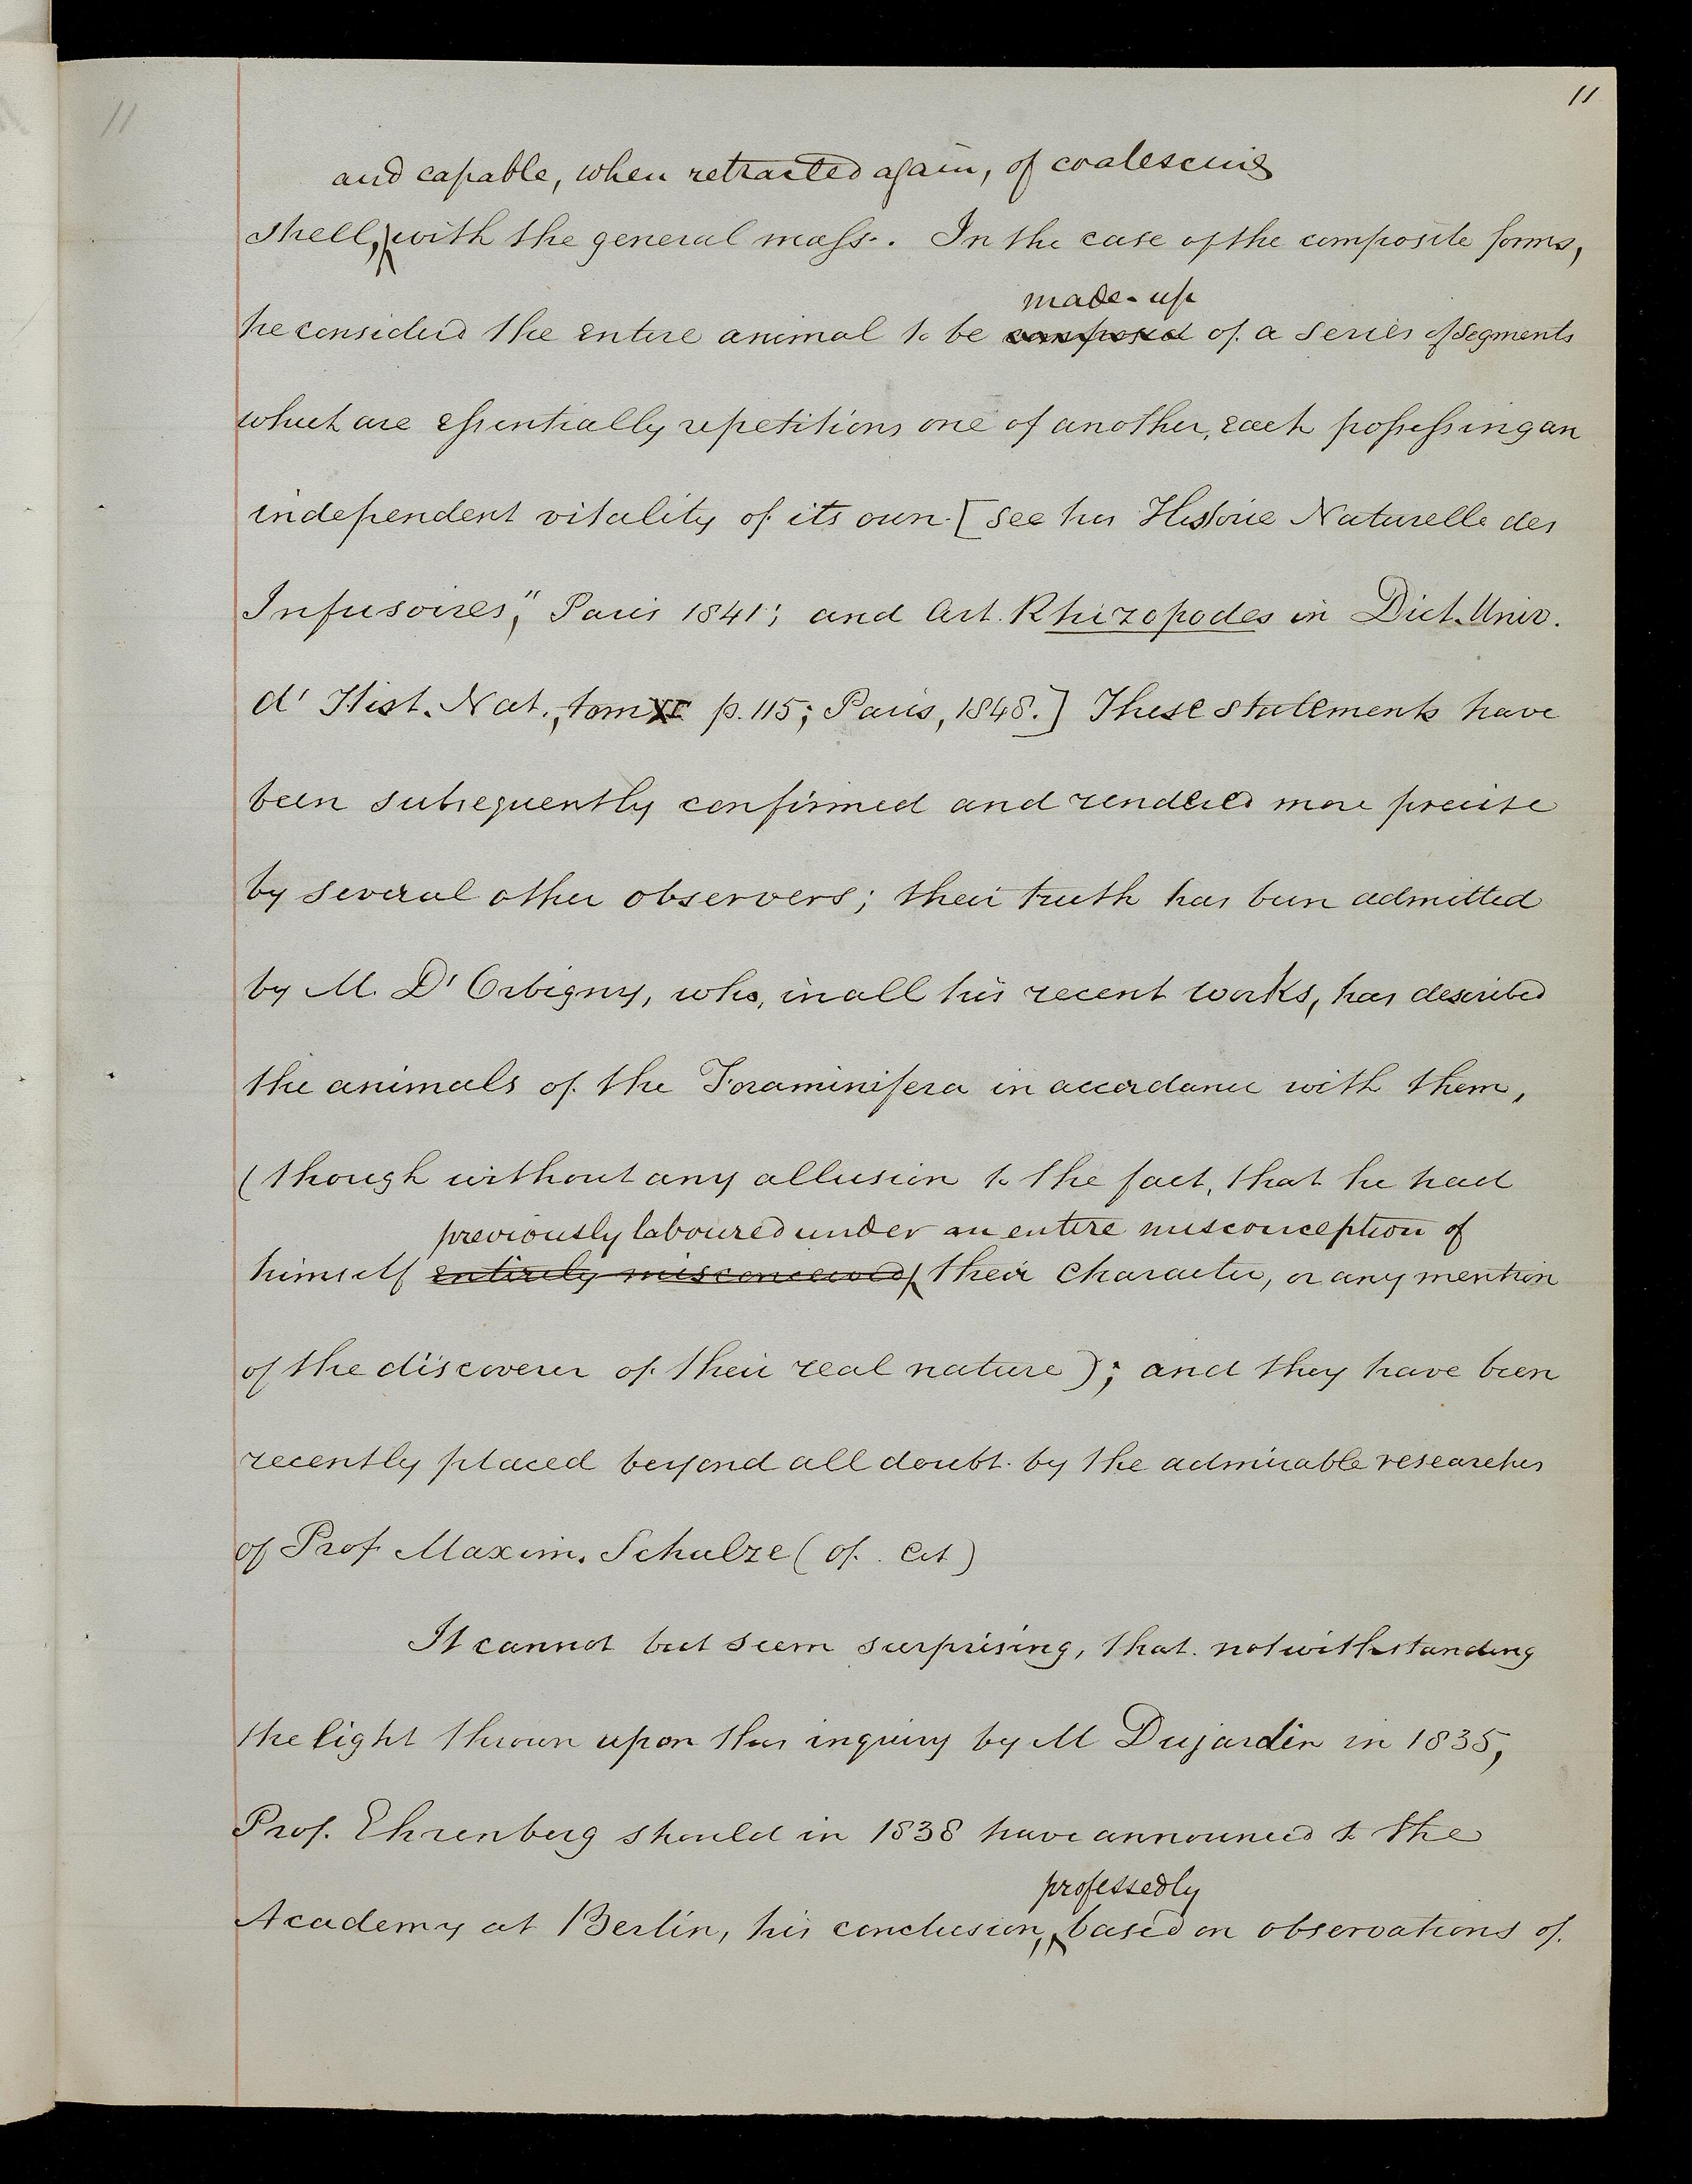 11
11
and capable, when retracted again, of coalescing
shell, with the general mass. In the case of the composite forms,
made-up
he considered the entire animal to be composed of a series of segments
which are essentially repetitions one of another, each possessing an
independent vitality of its own. [see his Histoire Naturelle des
Infusoires," Paris 1841; and Art. Rhizopodes in Dict. Univ.
d'Hist. Nat., tom XI p. 115; Paris, 1848.] These statements have
been subsequently confirmed and rendered more precise
by several other observers; their truth has been admitted
by M. D'Orbigny, who, in all his recent works, has described
the animals of the Foraminifera in accordance with them,
(though without any allusion to the fact, that he had
previously laboured under an entire misconception of
himself entirely misconceived their character, or any mention
of the discoverer of their real nature); and they have been
recently placed beyond all doubt by the admirable researches
of Prof Maxim. Schulze (op. cit)
It cannot but seem surprising, that notwithstanding
the light thrown upon this inquiry by M Dujardin in 1835,
Prof. Ehrenberg should in 1838 have announced to the
professedly
Academy at Berlin, his conclusion, based on observations of